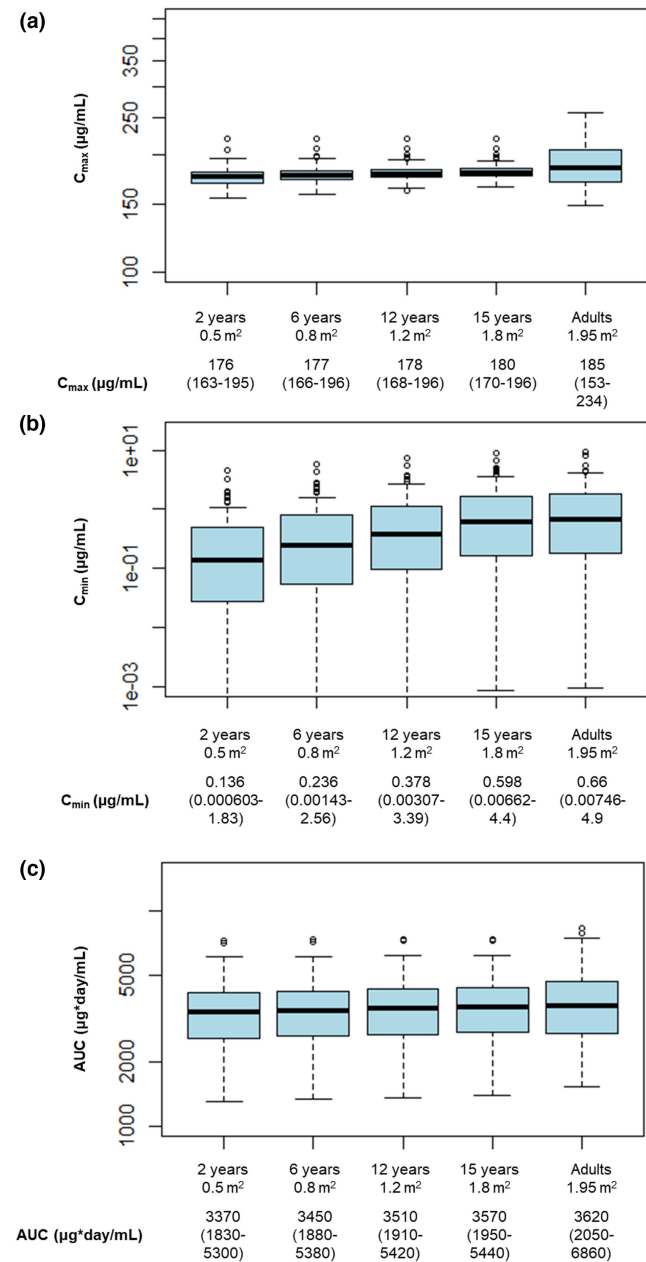 (a)
Cmax (µg/mL)
350
250
150
100
2 years 6 years 12 years 15 years Adults
0.5 m² 0.8 m² 1.2 m² 1.8 m² 1.95 m²
176 177 178 180 185
Cmax (µg/mL) (163-195) (166-196) (168-196) (170-196) (153-
234)
(b)
Cmin (µg/mL)
1e+01
1e-01
1e-03
2 years 6 years 12 years 15 years Adults
0.5 m² 0.8 m² 1.2 m² 1.8 m² 1.95 m²
0.136 0.236 0.378 0.598 0.66
Cmin (µg/mL) (0.000603- (0.00143- (0.00307- (0.00662- (0.00746-
1.83) 2.56) 3.39) 4.4) 4.9
(c)
AUC (µg*day/mL)
5000
2000
1000
2 years 6 years 12 years 15 years Adults
0.5 m² 0.8 m² 1.2 m² 1.8 m² 1.95 m²
3370 3450 3510 3570 3620
AUC (µg*day/mL) (1830- (1880- (1910- (1950- (2050-
5300) 5380) 5420) 5440) 6860)